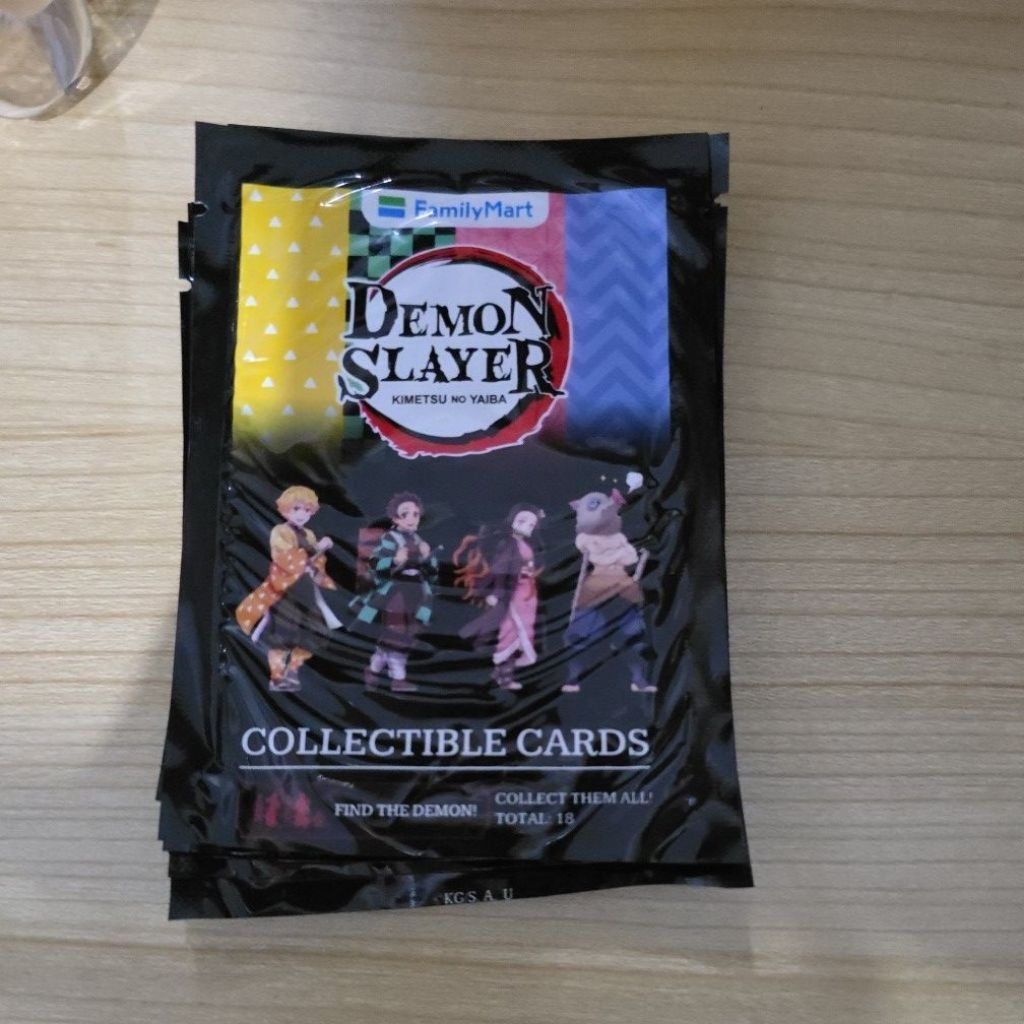 FamilyMart
DEMON
SLAYER
KIMETSU NO YAIBA
COLLECTIBLE CARDS
FIND THE DEMON!
COLLECT THEM ALL!
TOTAL: 18